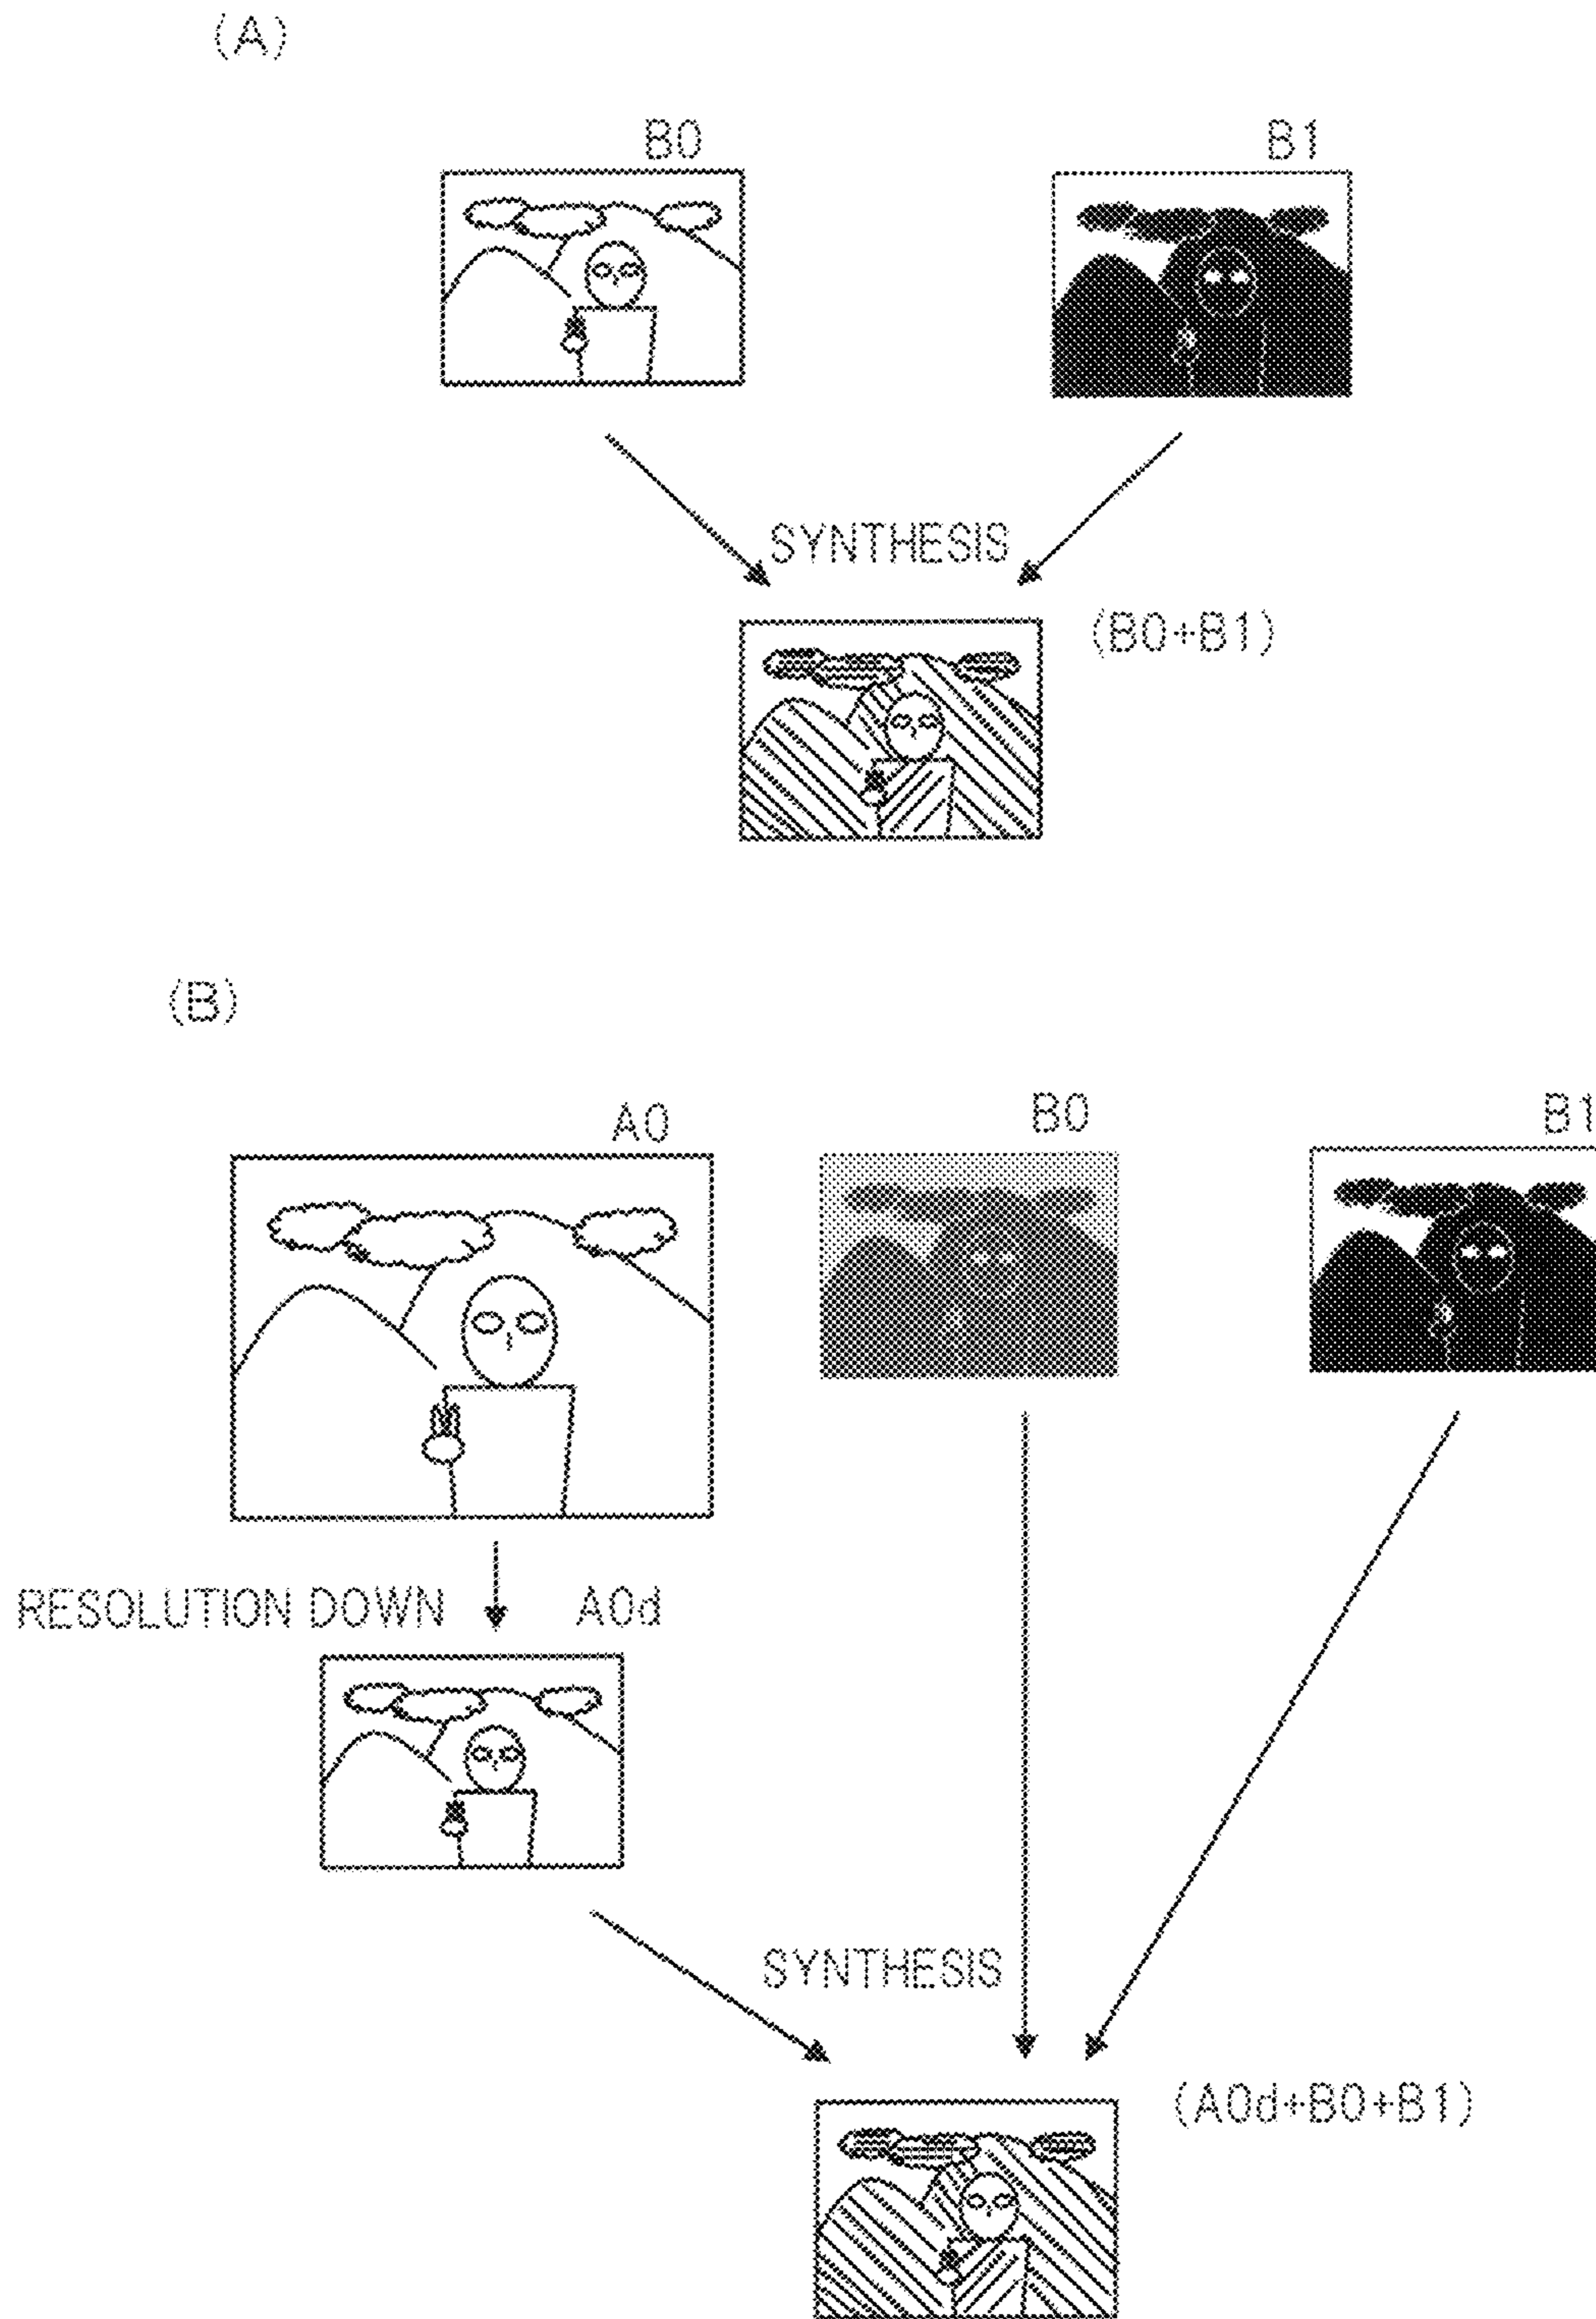 (A)
B0
B1
SYNTHESIS
(B0+B1)
(B)
A0
B0
B1
RESOLUTION DOWN
A0d
SYNTHESIS
(A0d+B0+B1)